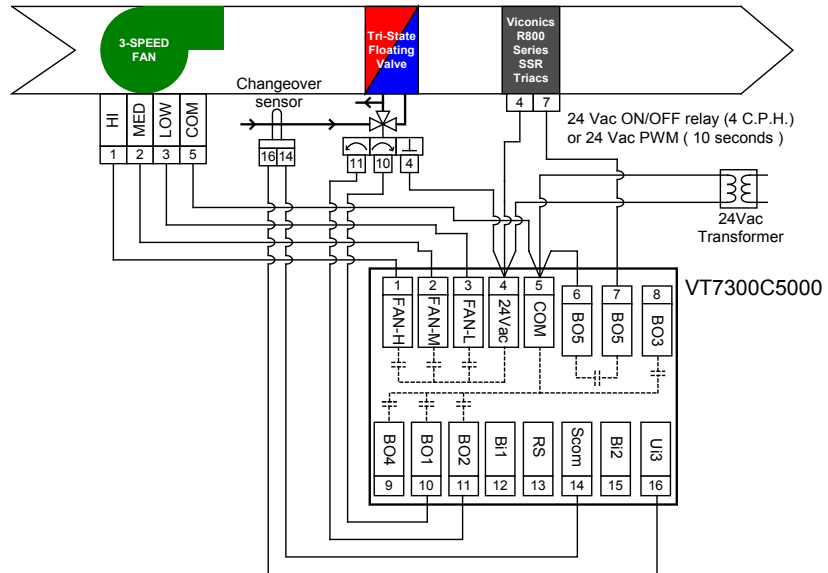 3-SPEED
FAN
Tri-State
Floating
Valve
Viconics
R800
Series
SSR
Triacs
Changeover
sensor
HI
MED
LOW
COM
1
2
3
5
16
14
11
10
4
4
7
24 Vac ON/OFF relay (4 C.P.H.)
or 24 Vac PWM ( 10 seconds )
24Vac
Transformer
VT7300C5000
1
2
3
4
5
6
7
8
FAN-H
FAN-M
FAN-L
24Vac
COM
BO5
BO5
BO3
BO4
BO1
BO2
Bi1
RS
Scom
Bi2
Ui3
9
10
11
12
13
14
15
16